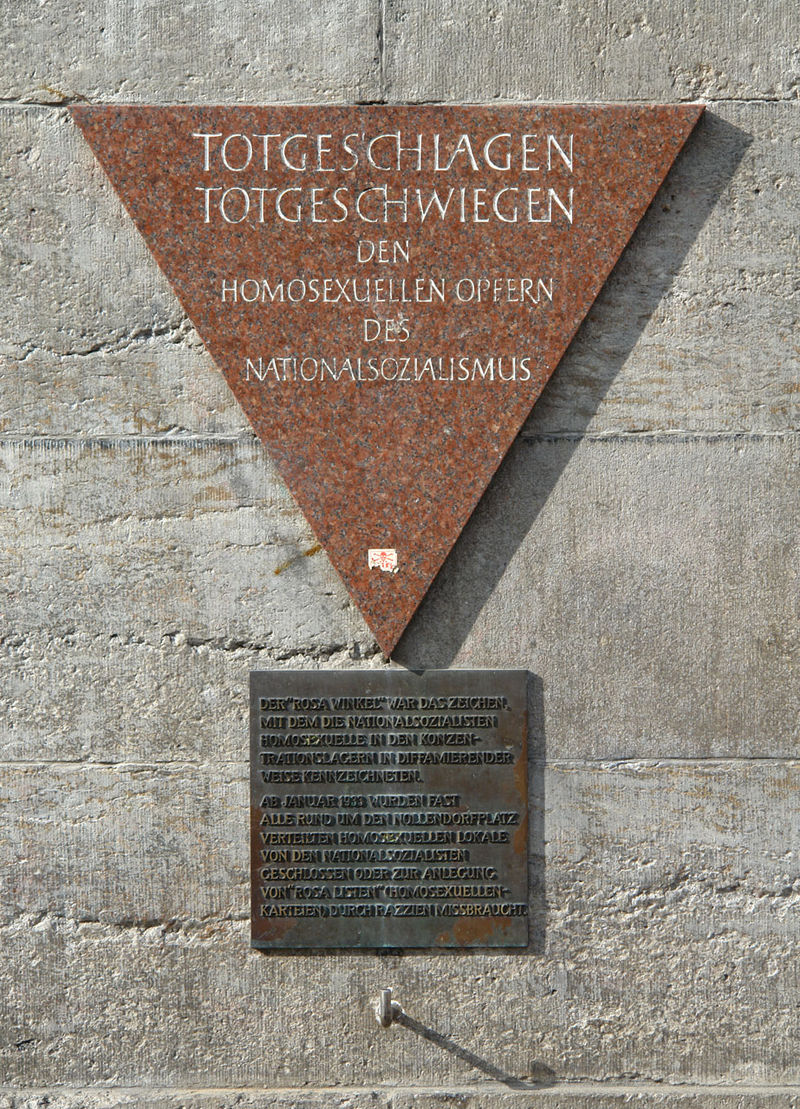 TOTGESCHLAGEN
TOTGESCHWIEGEN
DEN
HOMOSEXUELLEN OPFERN
DES
NATIONALSOZIALISMUS
DER "ROSA WINKEL" WAR DAS ZEICHEN,
MIT DEM DIE NATIONALSOZIALISTEN
HOMOSEXUELLE IN DEN KONZEN-
TRATIONSLAGERN IN DIFFAMIERENDER
WEISE KENNZEICHNETEN.
AB JANUAR 1933 WURDEN FAST
ALLE RUND UM DEN NOLLENDORFPLATZ
VERTEILTEN HOMOSEXUELLEN LOKALE
VON DEN NATIONALSOZIALISTEN
GESCHLOSSEN ODER ZUR ANLEGUNG
VON "ROSA LISTEN" (HOMOSEXUELLEN-
KARTEIEN) DURCH RAZZIEN MISSBRAUCHT.